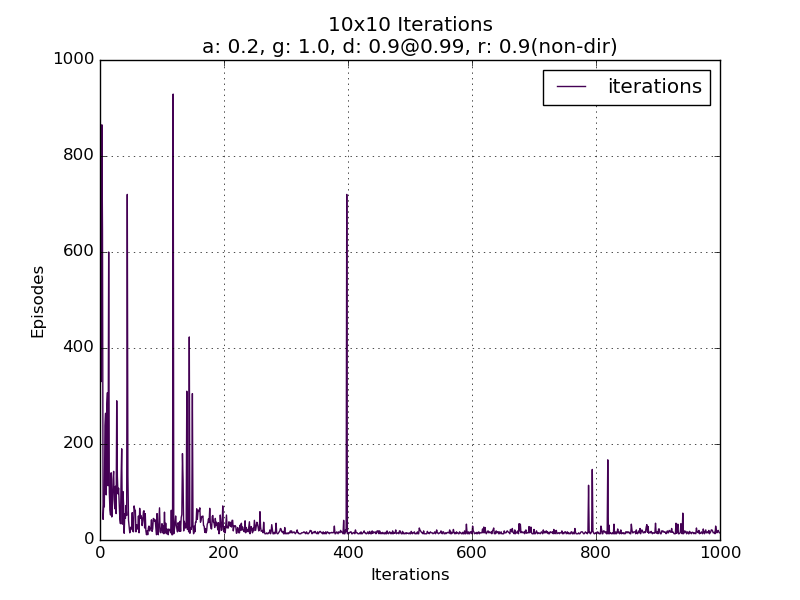 10x10 Iterations
a: 0.2, g: 1.0, d: 0.9@0.99, r: 0.9(non-dir)
iterations
1000
800
600
400
200
0
Episodes
0 200 400 600 800 1000
Iterations